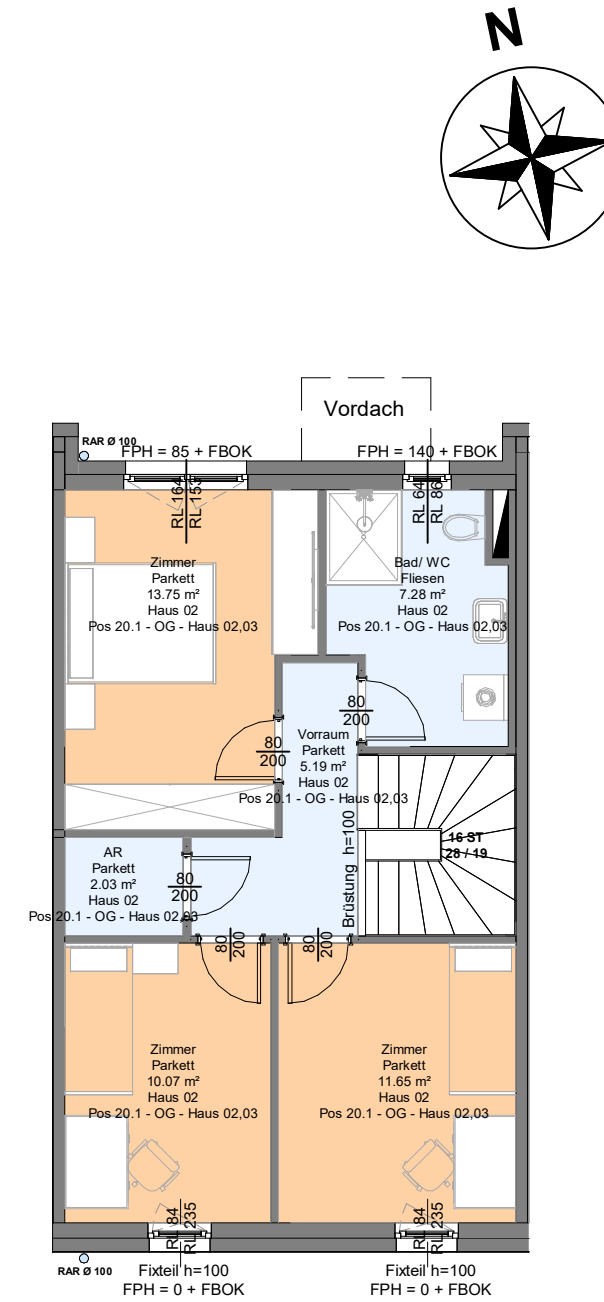 N
Vordach
RAR Ø 100
FPH = 85 + FBOK
FPH = 140 + FBOK
RL 164
RL 153
RL 64
RL 86
Zimmer
Parkett
13.75 m²
Haus 02
Pos 20.1 - OG - Haus 02,03
Bad/ WC
Fliesen
7.28 m²
Haus 02
Pos 20.1 - OG - Haus 02,03
80
200
80
200
Vorraum
Parkett
5.19 m²
Haus 02
Pos 20.1 - OG - Haus 02,03
Brüstung h=100
16 ST
28 / 19
AR
Parkett
2.03 m²
Haus 02
Pos 20.1 - OG - Haus 02,03
80
200
80
200
80
200
Zimmer
Parkett
10.07 m²
Haus 02
Pos 20.1 - OG - Haus 02,03
Zimmer
Parkett
11.65 m²
Haus 02
Pos 20.1 - OG - Haus 02,03
RL 84
RL 235
RL 84
RL 235
RAR Ø 100
Fixteil h=100
FPH = 0 + FBOK
Fixteil h=100
FPH = 0 + FBOK